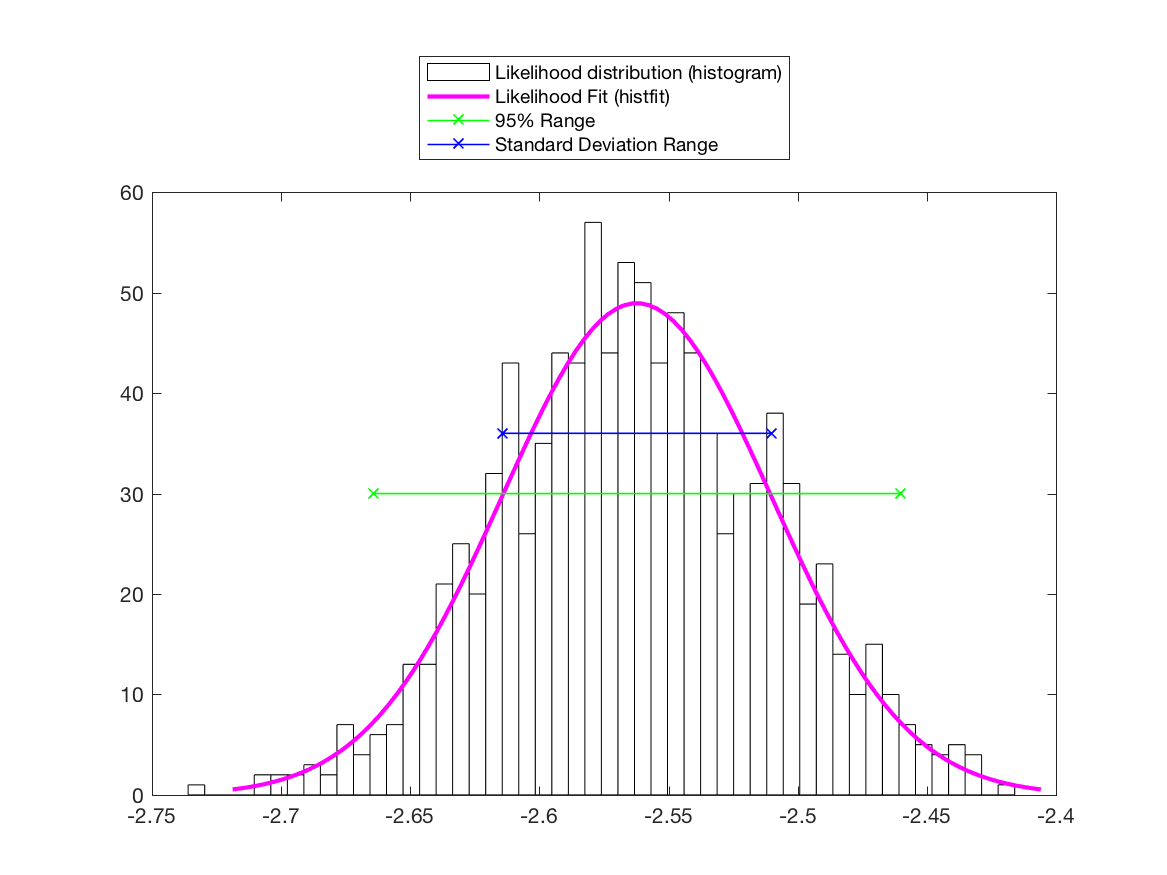 Likelihood distribution (histogram)
Likelihood Fit (histfit)
95% Range
Standard Deviation Range
60
50
40
30
20
10
0
-2.75 -2.7 -2.65 -2.6 -2.55 -2.5 -2.45 -2.4